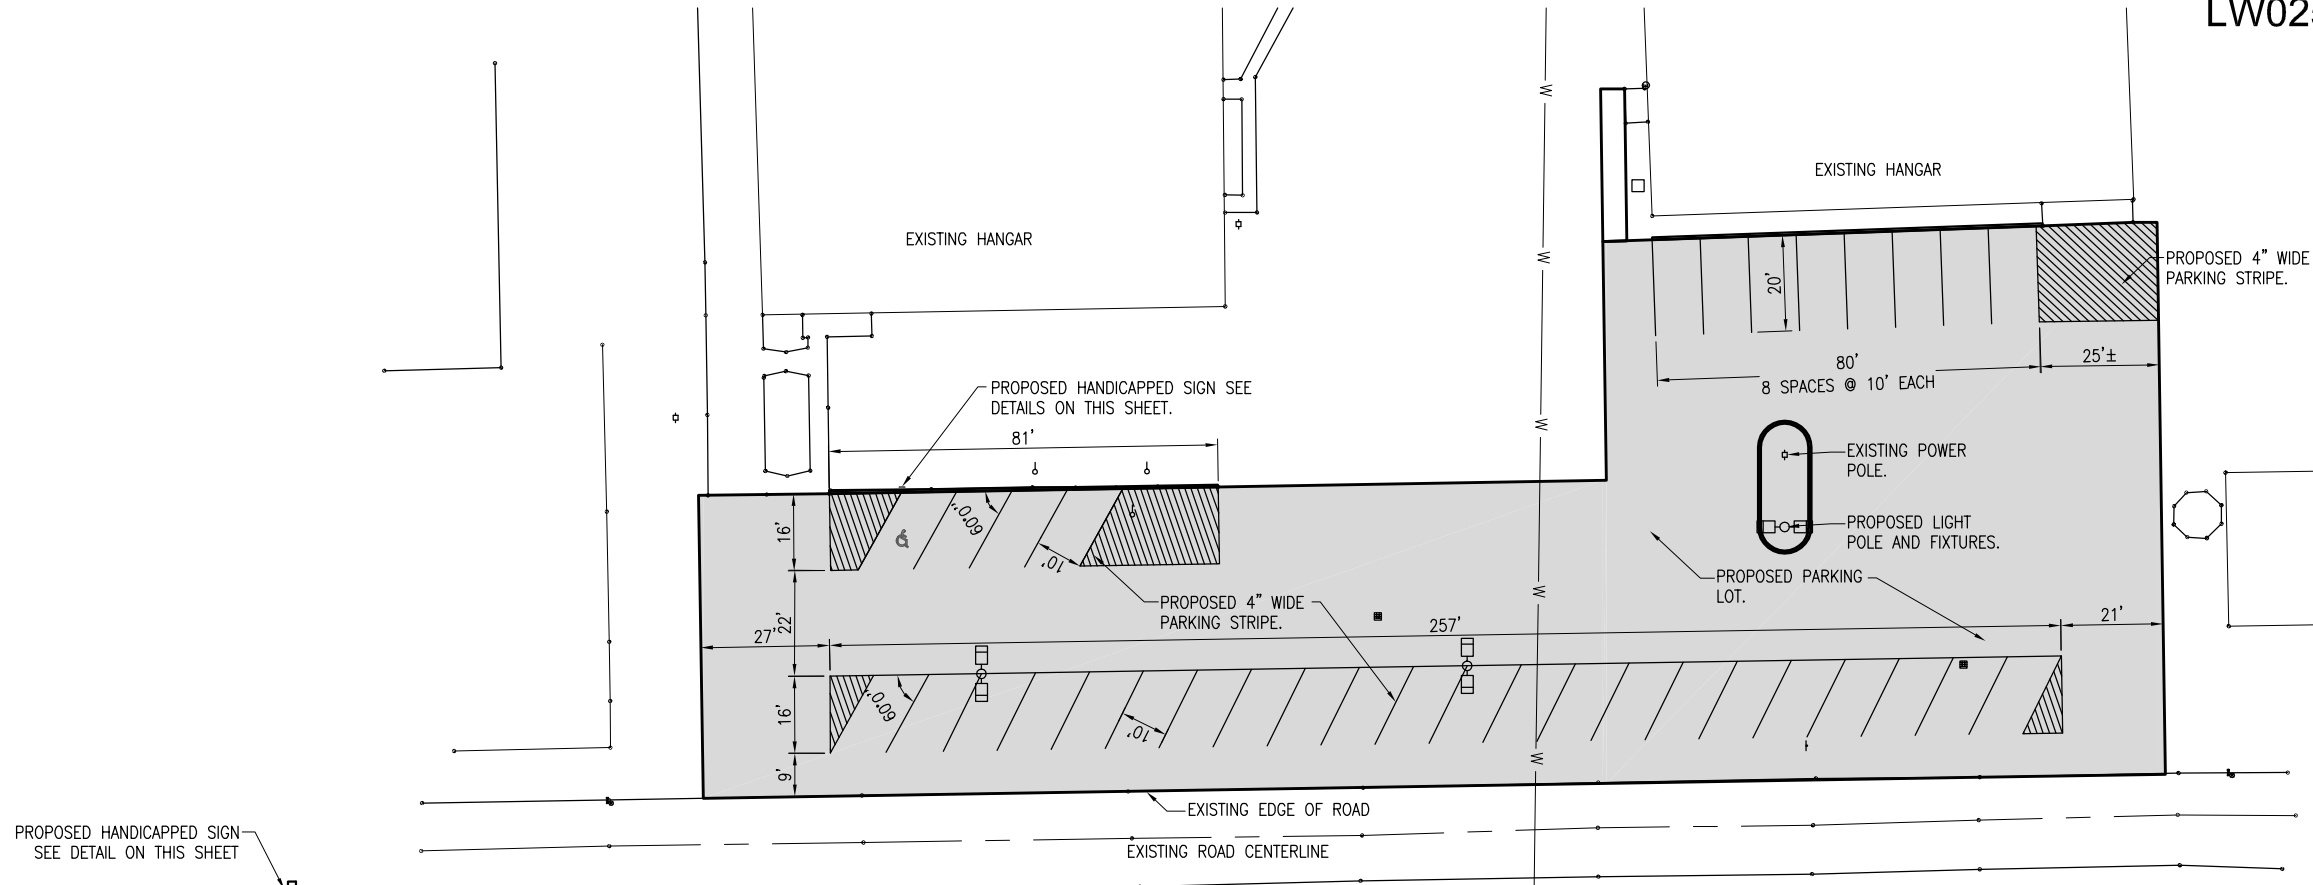 LW02
EXISTING HANGAR
EXISTING HANGAR
PROPOSED 4" WIDE
PARKING STRIPE.
20'
80'
8 SPACES @ 10' EACH
25'±
PROPOSED HANDICAPPED SIGN SEE
DETAILS ON THIS SHEET.
81'
EXISTING POWER
POLE.
PROPOSED LIGHT
POLE AND FIXTURES.
16'
60°0"
10'
PROPOSED PARKING
LOT.
PROPOSED 4" WIDE
PARKING STRIPE.
22'
27'
257'
21'
16'
60°0"
10'
9'
EXISTING EDGE OF ROAD
EXISTING ROAD CENTERLINE
PROPOSED HANDICAPPED SIGN
SEE DETAIL ON THIS SHEET
W
W
W
W
W